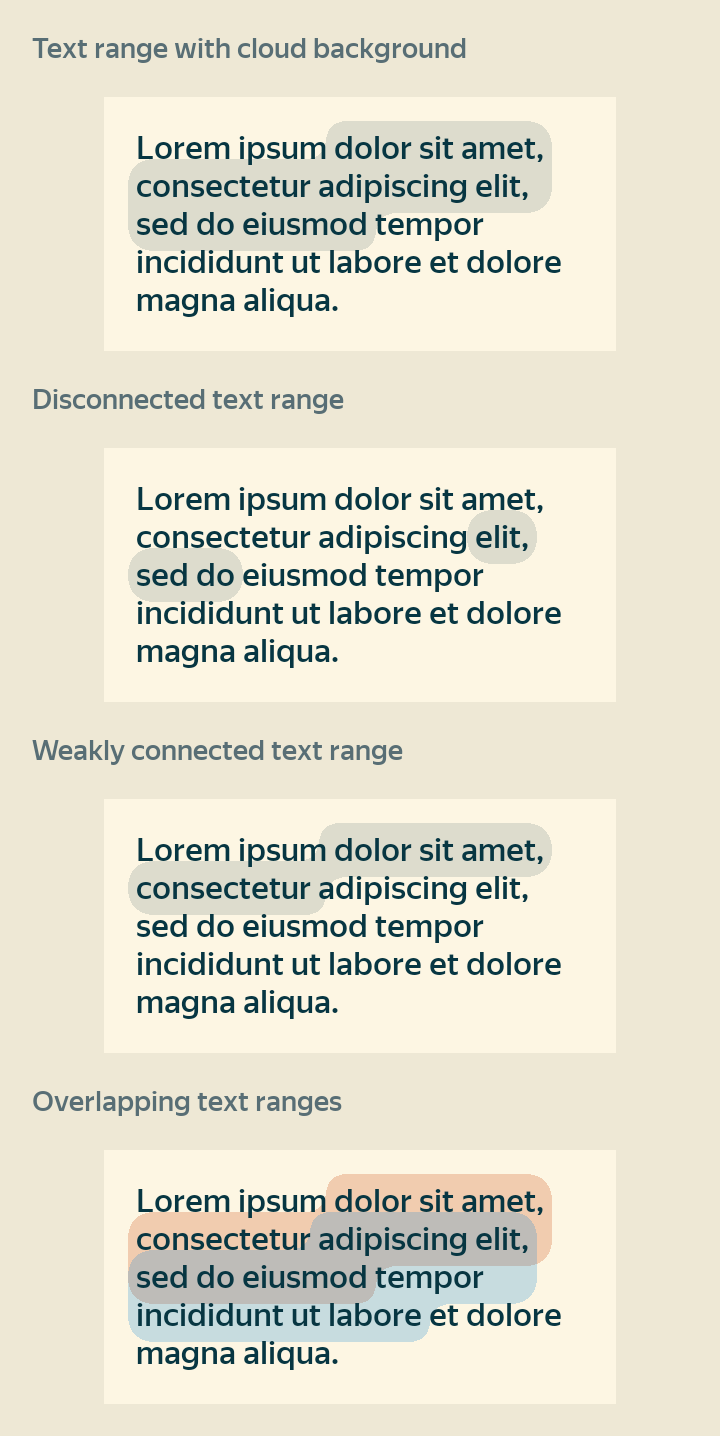 Text range with cloud background
Lorem ipsum dolor sit amet,
consectetur adipiscing elit,
sed do eiusmod tempor
incididunt ut labore et dolore
magna aliqua.
Disconnected text range
Lorem ipsum dolor sit amet,
consectetur adipiscing elit,
sed do eiusmod tempor
incididunt ut labore et dolore
magna aliqua.
Weakly connected text range
Lorem ipsum dolor sit amet,
consectetur adipiscing elit,
sed do eiusmod tempor
incididunt ut labore et dolore
magna aliqua.
Overlapping text ranges
Lorem ipsum dolor sit amet,
consectetur adipiscing elit,
sed do eiusmod tempor
incididunt ut labore et dolore
magna aliqua.